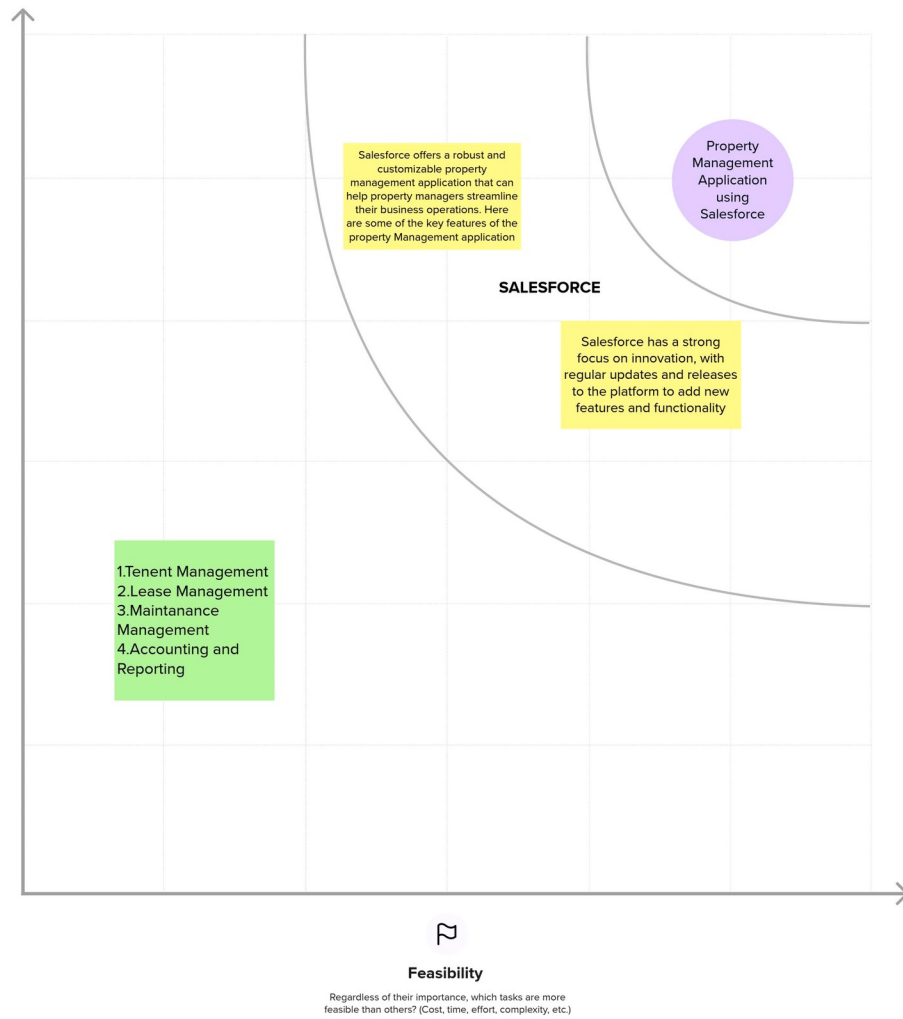 Property
Management
Application
using
Salesforce
Salesforce offers a robust and
customizable property
management application that can
help property managers streamline
their business operations. Here
are some of the key features of the
property Management application
SALESFORCE
Salesforce has a strong
focus on innovation, with
regular updates and releases
to the platform to add new
features and functionality
1.Tenent Management
2.Lease Management
3.Maintanance
Management
4.Accounting and
Reporting
Feasibility
Regardless of their importance, which tasks are more
feasible than others? (Cost, time, effort, complexity, etc.)